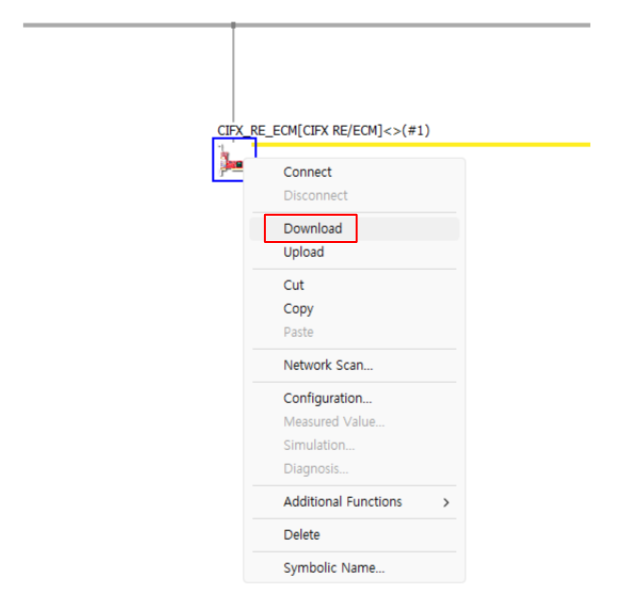 CIFX_RE_ECM[CIFX RE/ECM]<>(#1)
Connect
Disconnect
Download
Upload
Cut
Copy
Paste
Network Scan...
Configuration...
Measured Value...
Simulation...
Diagnosis...
Additional Functions
Delete
Symbolic Name...